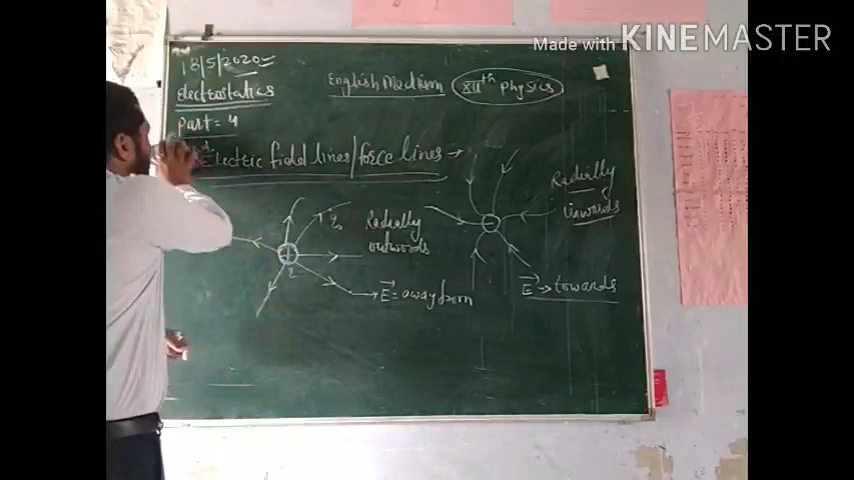 Made with KINEMASTER
18/5/2020
Electrostatics
English Medium XIIth Physics
Part = 4
Electric field lines/force lines →
Radially
inwards
q₀
Radially
outwards
+
−
q
E⃗ = away from
E⃗ → towards